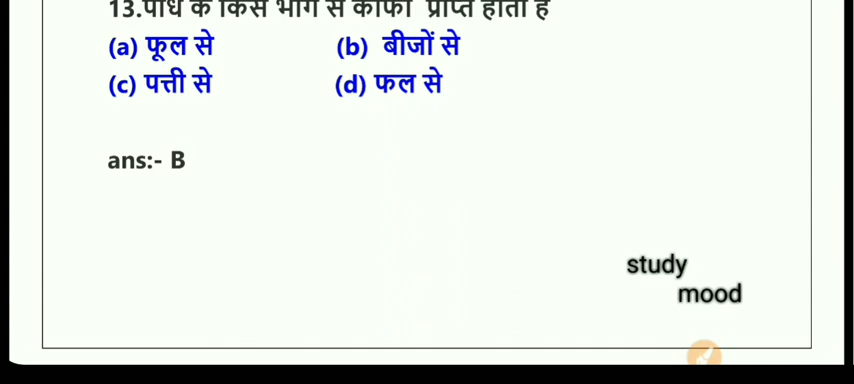 13.पौधे के किस भाग से कॉफी प्राप्त होती है
(a) फूल से (b) बीजों से
(c) पत्ती से (d) फल से
ans:- B
study
mood